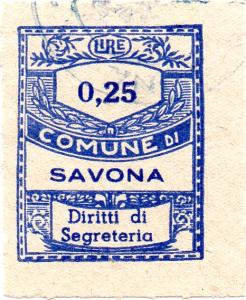 LIRE
0,25
COMUNE DI
SAVONA
Diritti di
Segreteria